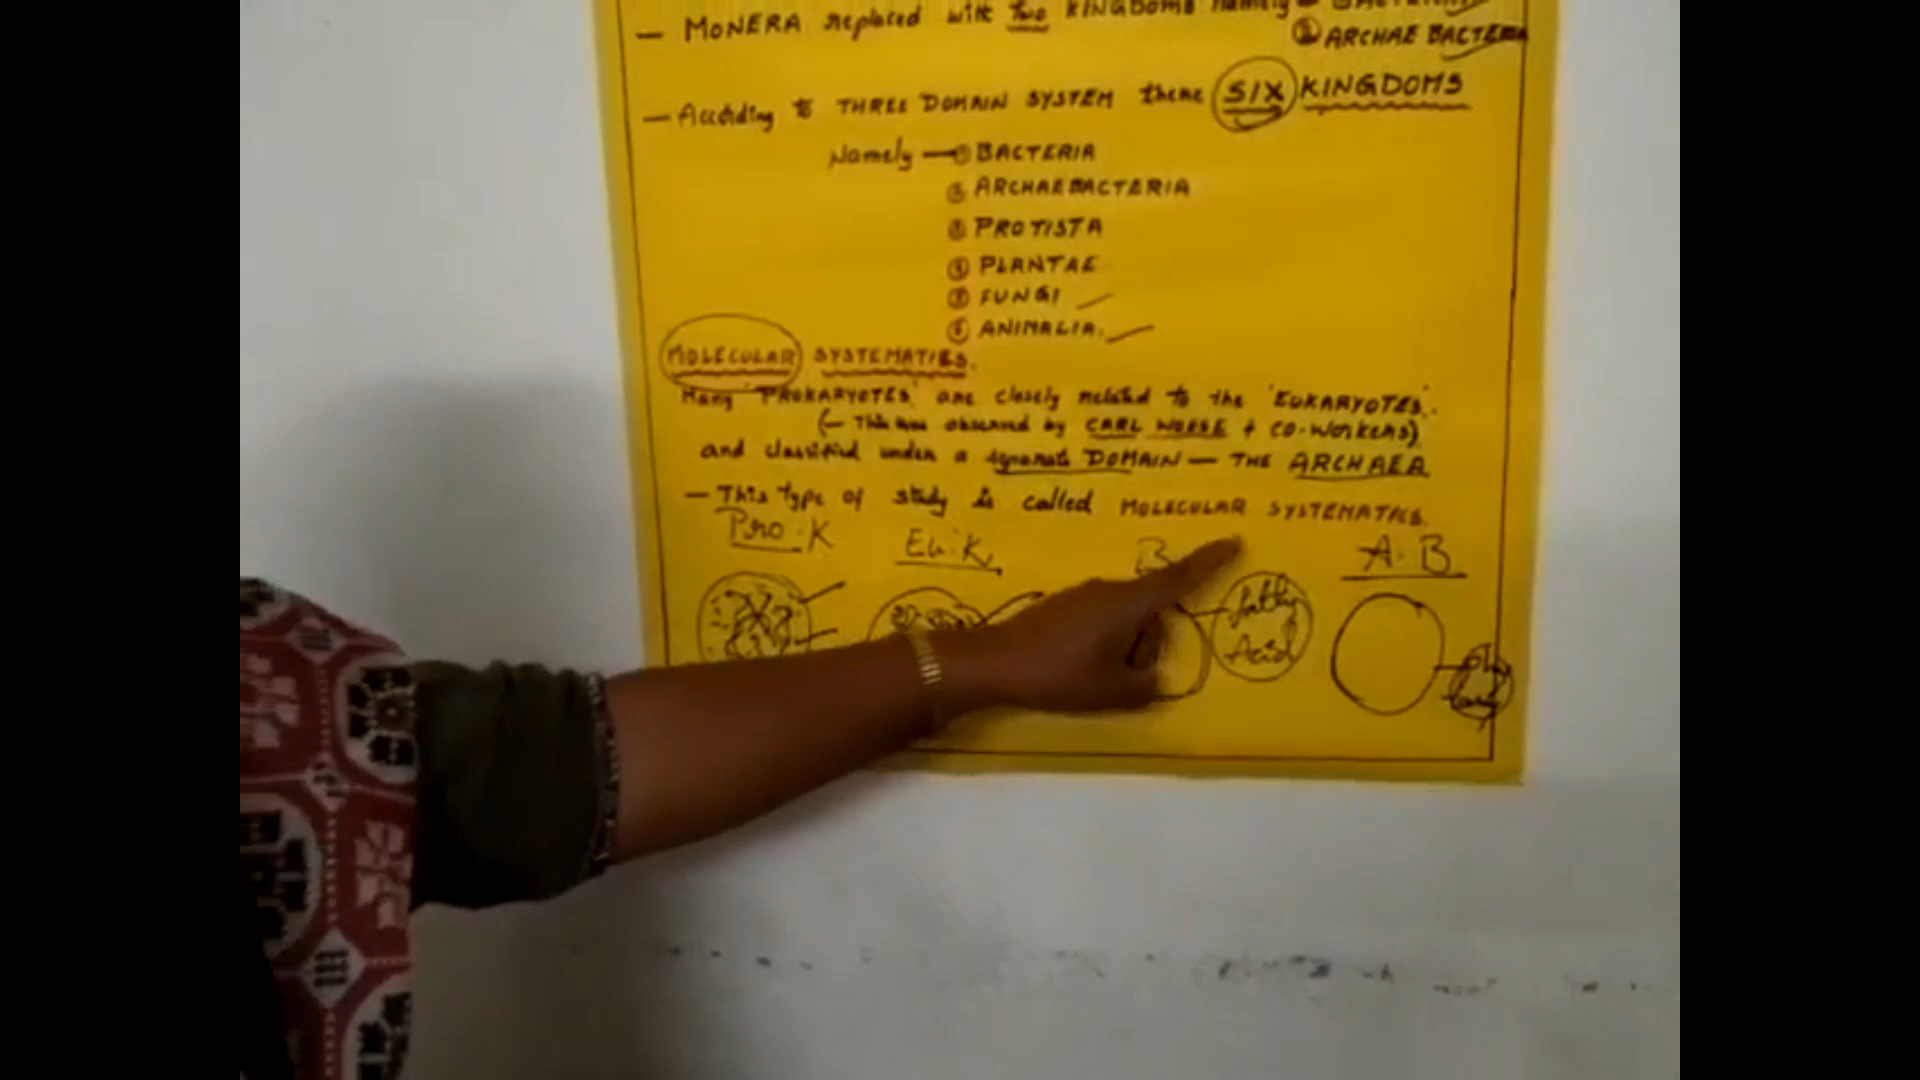 — MONERA replaced with two KINGDOMS namely
② ARCHAE BACTERIA
— According to THREE DOMAIN SYSTEM there SIX KINGDOMS
Namely — ① BACTERIA
② ARCHAEBACTERIA
③ PROTISTA
④ PLANTAE
⑤ FUNGI
⑥ ANIMALIA.
MOLECULAR SYSTEMATIES.
Many 'PROKARYOTES' are closely related to the 'EUKARYOTES'.
(— This was observed by CARL WOESE + CO-WORKERS)
and classified under a separate DOMAIN — THE ARCHAEA
— This type of study is called MOLECULAR SYSTEMATICS.
Pro-K Eu-K B A.B
Fatty
Acid